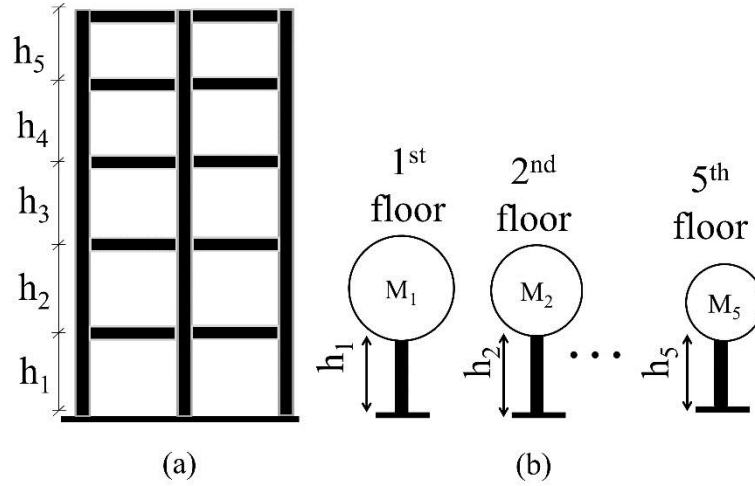 h₅
h₄
h₃
h₂
h₁
(a)
1ˢᵗ
floor
M₁
h₁
2ⁿᵈ
floor
M₂
h₂
...
5ᵗʰ
floor
M₅
h₅
(b)